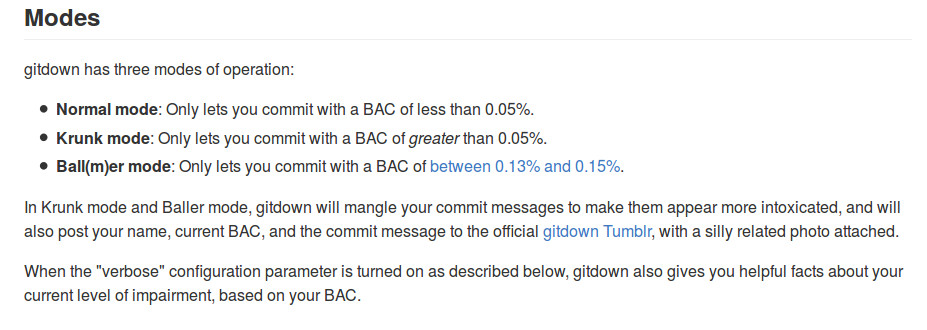 Modes
gitdown has three modes of operation:
● Normal mode: Only lets you commit with a BAC of less than 0.05%.
● Krunk mode: Only lets you commit with a BAC of greater than 0.05%.
● Ball(m)er mode: Only lets you commit with a BAC of between 0.13% and 0.15%.
In Krunk mode and Baller mode, gitdown will mangle your commit messages to make them appear more intoxicated, and will
also post your name, current BAC, and the commit message to the official gitdown Tumblr, with a silly related photo attached.
When the "verbose" configuration parameter is turned on as described below, gitdown also gives you helpful facts about your
current level of impairment, based on your BAC.